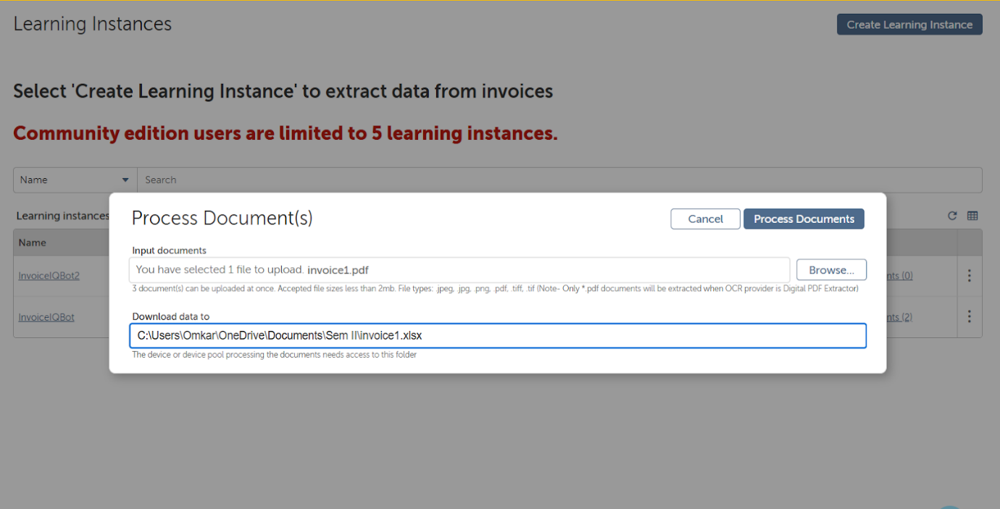 Learning Instances
Create Learning Instance
Select 'Create Learning Instance' to extract data from invoices
Community edition users are limited to 5 learning instances.
Name Search
Learning instances
Process Document(s)
Cancel Process Documents
Name
Input documents
You have selected 1 file to upload. invoice1.pdf Browse...
InvoiceIQBot2
nts (0)
3 document(s) can be uploaded at once. Accepted file sizes less than 2mb. File types: .jpeg, .jpg, .png, .pdf, .tiff, .tif (Note- Only *.pdf documents will be extracted when OCR provider is Digital PDF Extractor)
Download data to
InvoiceIQBot
nts (2)
C:\Users\Omkar\OneDrive\Documents\Sem II\invoice1.xlsx
The device or device pool processing the documents needs access to this folder